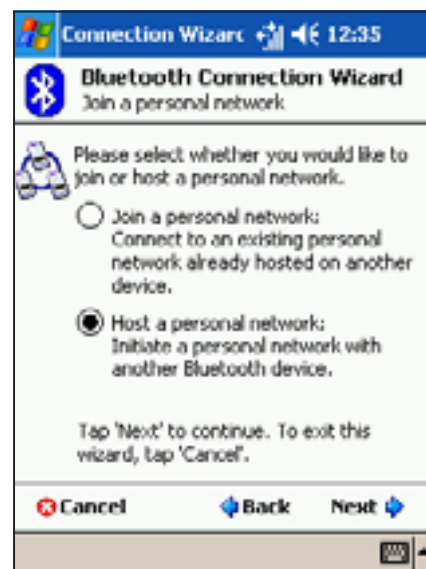 Connection Wizarc 12:35
Bluetooth Connection Wizard
Join a personal network
Please select whether you would like to
join or host a personal network.
Join a personal network:
Connect to an existing personal
network already hosted on another
device.
Host a personal network:
Initiate a personal network with
another Bluetooth device.
Tap 'Next' to continue. To exit this
wizard, tap 'Cancel'.
Cancel Back Next